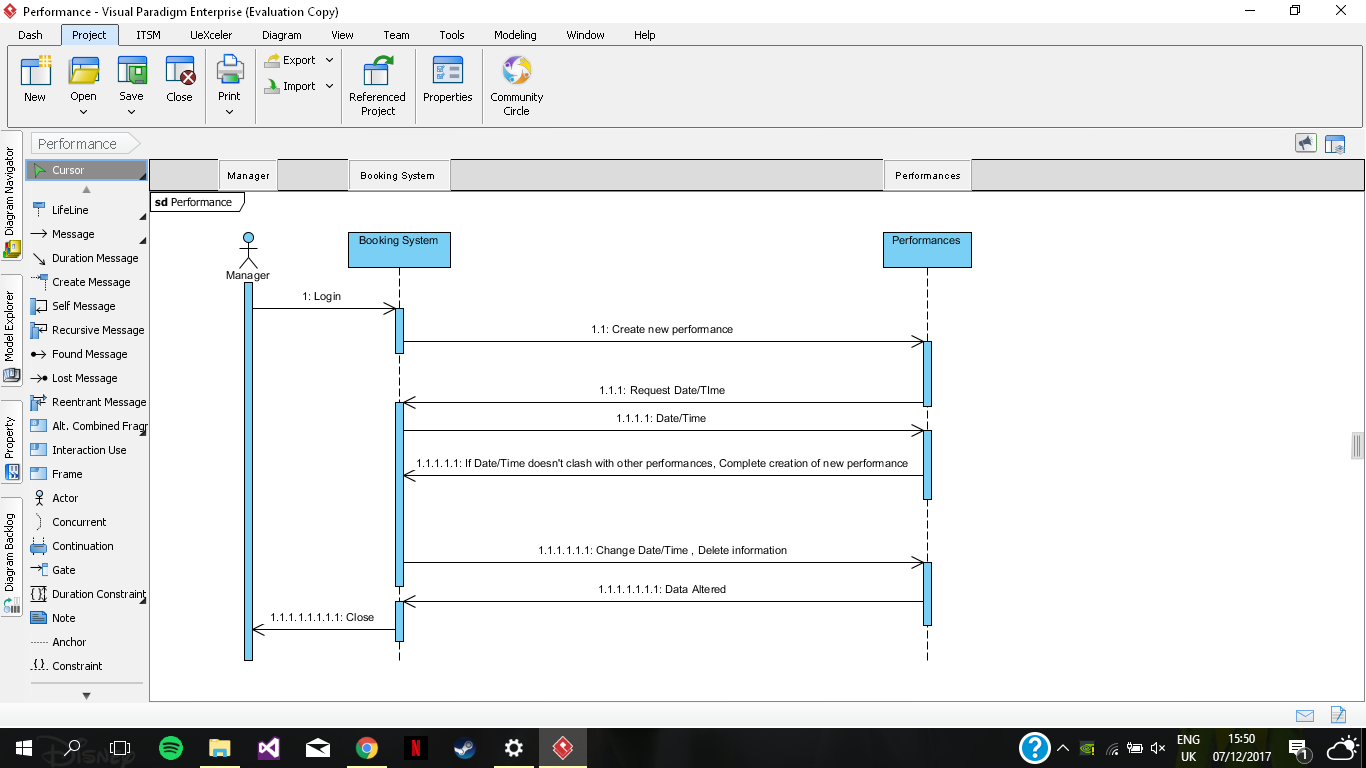 Performance - Visual Paradigm Enterprise (Evaluation Copy)
Dash Project ITSM UeXceler Diagram View Team Tools Modeling Window Help
New Open Save Close Print Export Import Referenced Project Properties Community Circle
Performance
Diagram Navigator
Model Explorer
Property
Diagram Backlog
Cursor
LifeLine
Message
Duration Message
Create Message
Self Message
Recursive Message
Found Message
Lost Message
Reentrant Message
Alt. Combined Fragr
Interaction Use
Frame
Actor
Concurrent
Continuation
Gate
Duration Constraint
Note
Anchor
Constraint
Manager Booking System Performances
sd Performance
Booking System Performances
Manager
1: Login
1.1: Create new performance
1.1.1: Request Date/TIme
1.1.1.1: Date/Time
1.1.1.1.1: If Date/Time doesn't clash with other performances, Complete creation of new performance
1.1.1.1.1.1: Change Date/Time , Delete information
1.1.1.1.1.1.1: Data Altered
1.1.1.1.1.1.1.1: Close
DISNEY
N
?
ENG 15:50
UK 07/12/2017
1